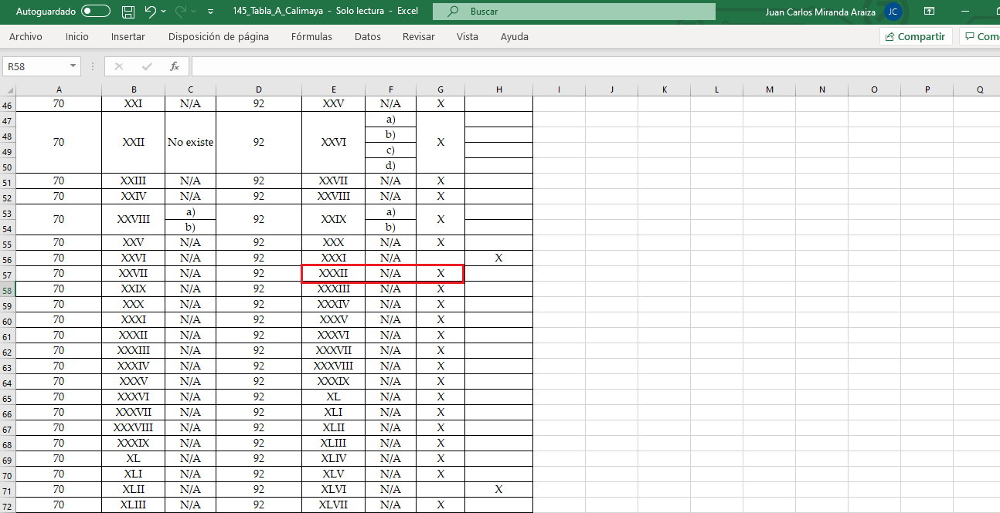 Autoguardado 145_Tabla_A_Calimaya - Solo lectura - Excel Buscar Juan Carlos Miranda Araiza JC
Archivo Inicio Insertar Disposición de página Fórmulas Datos Revisar Vista Ayuda Compartir Com
R58 fx
A B C D E F G H I J K L M N O P Q
46 70 XXI N/A 92 XXV N/A X
47 a)
48 b)
70 XXII No existe 92 XXVI X
49 c)
50 d)
51 70 XXIII N/A 92 XXVII N/A X
52 70 XXIV N/A 92 XXVIII N/A X
53 a) a)
70 XXVIII 92 XXIX X
54 b) b)
55 70 XXV N/A 92 XXX N/A X
56 70 XXVI N/A 92 XXXI N/A X
57 70 XXVII N/A 92 XXXII N/A X
58 70 XXIX N/A 92 XXXIII N/A X
59 70 XXX N/A 92 XXXIV N/A X
60 70 XXXI N/A 92 XXXV N/A X
61 70 XXXII N/A 92 XXXVI N/A X
62 70 XXXIII N/A 92 XXXVII N/A X
63 70 XXXIV N/A 92 XXXVIII N/A X
64 70 XXXV N/A 92 XXXIX N/A X
65 70 XXXVI N/A 92 XL N/A X
66 70 XXXVII N/A 92 XLI N/A X
67 70 XXXVIII N/A 92 XLII N/A X
68 70 XXXIX N/A 92 XLIII N/A X
69 70 XL N/A 92 XLIV N/A X
70 70 XLI N/A 92 XLV N/A X
71 70 XLII N/A 92 XLVI N/A X
72 70 XLIII N/A 92 XLVII N/A X